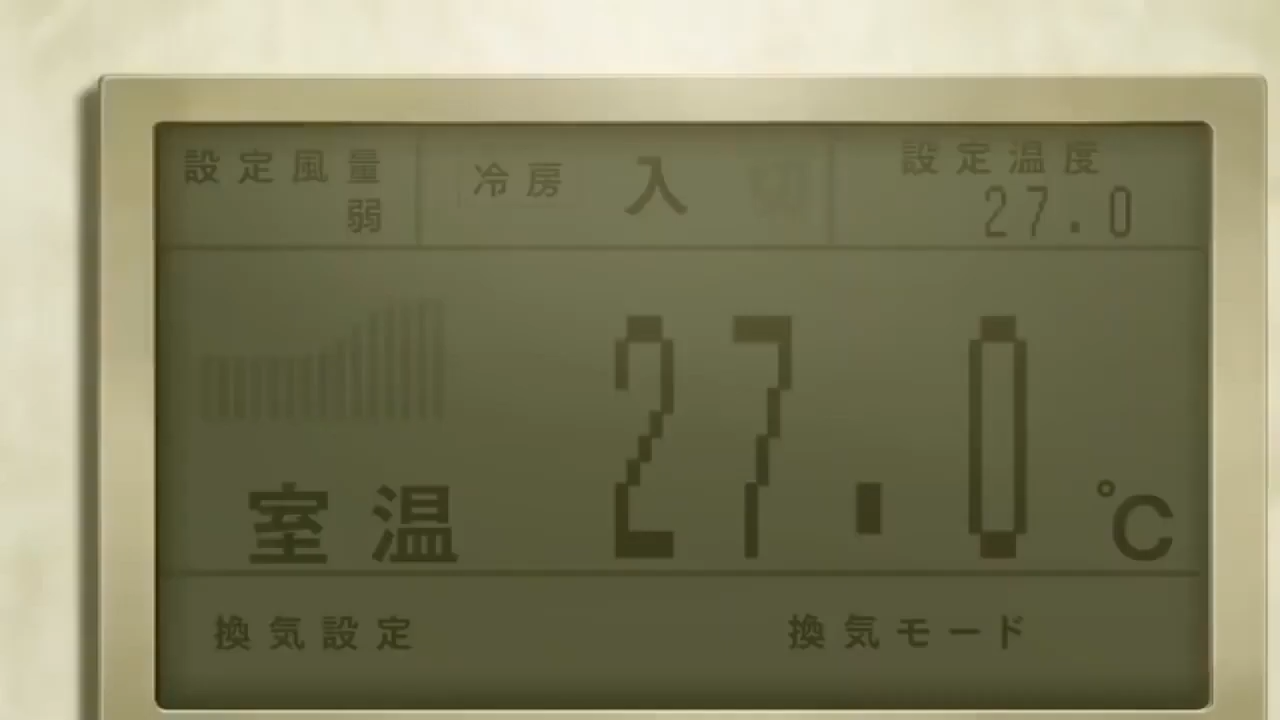 設定風量
弱
冷房 入 切
設定温度
27.0
室温 27.0 ℃
換気設定 換気モード